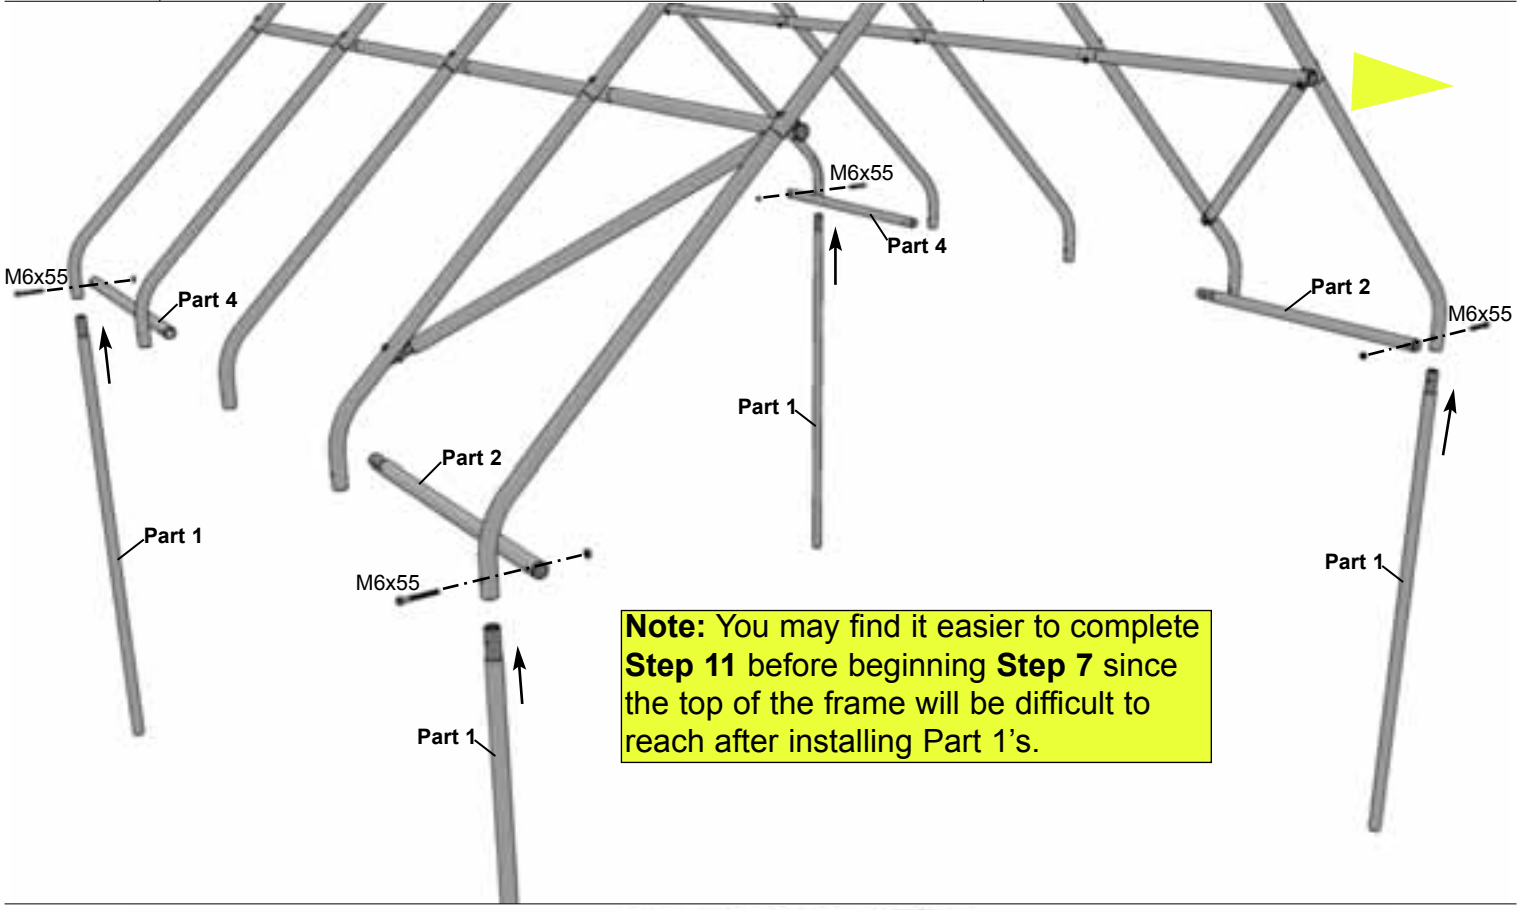 M6x55
Part 4
M6x55
Part 2
M6x55
M6x55
Part 4
Part 1
Part 2
Part 1
M6x55
Part 1
Part 1
Note: You may find it easier to complete
Step 11 before beginning Step 7 since
the top of the frame will be difficult to
reach after installing Part 1’s.